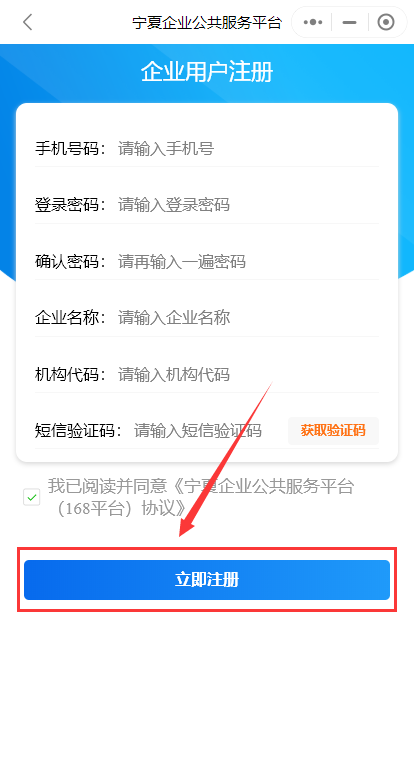 宁夏企业公共服务平台
企业用户注册
手机号码： 请输入手机号
登录密码： 请输入登录密码
确认密码： 请再输入一遍密码
企业名称： 请输入企业名称
机构代码： 请输入机构代码
短信验证码： 请输入短信验证码 获取验证码
我已阅读并同意《宁夏企业公共服务平台
（168平台）协议》
立即注册